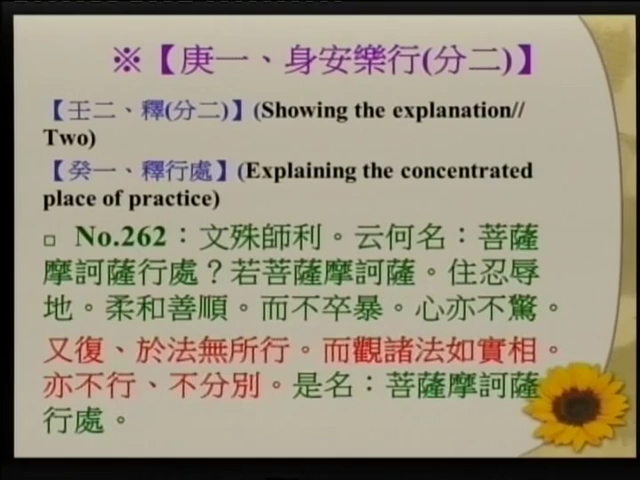 ※【庚一、身安樂行(分二)】
【壬二、釋(分二)】(Showing the explanation//
Two)
【癸一、釋行處】(Explaining the concentrated
place of practice)
□ No.262：文殊師利。云何名：菩薩
摩訶薩行處？若菩薩摩訶薩。住忍辱
地。柔和善順。而不卒暴。心亦不驚。
又復、於法無所行。而觀諸法如實相。
亦不行、不分別。是名：菩薩摩訶薩
行處。